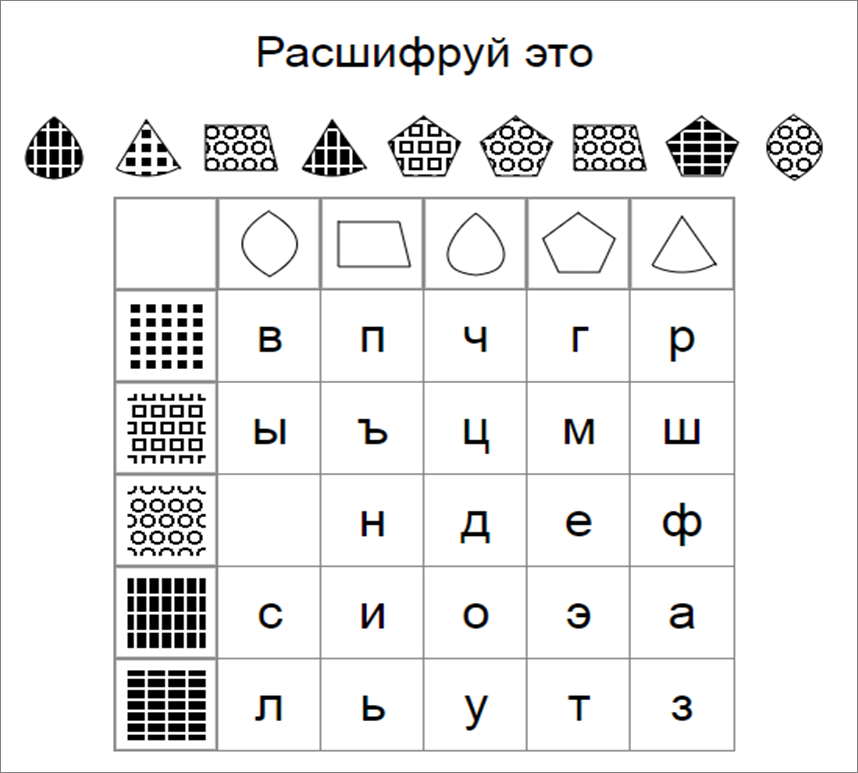 Расшифруй это
в п ч г р
ы ъ ц м ш
н д е ф
с и о э а
л ь у т з